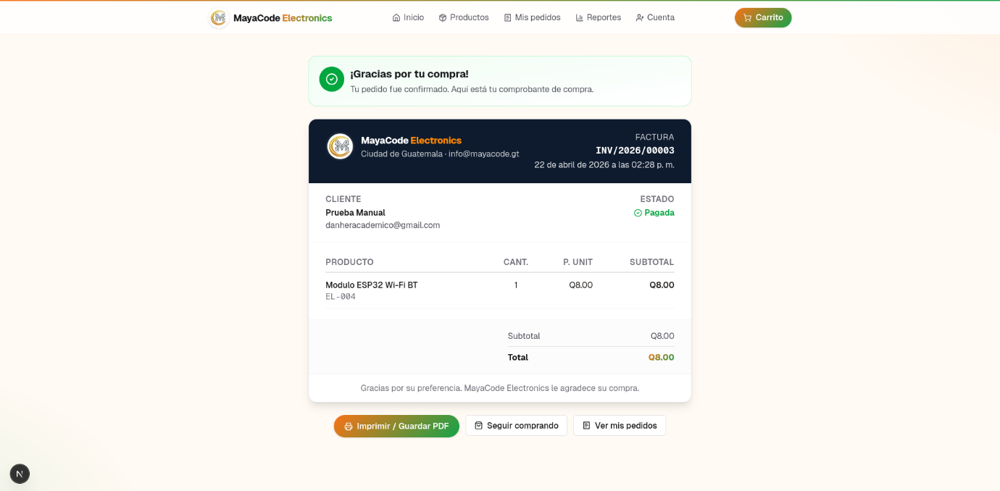 MayaCode Electronics
Inicio
Productos
Mis pedidos
Reportes
Cuenta
Carrito
¡Gracias por tu compra!
Tu pedido fue confirmado. Aquí está tu comprobante de compra.
MayaCode Electronics
Ciudad de Guatemala · info@mayacode.gt
FACTURA
INV/2026/00003
22 de abril de 2026 a las 02:28 p. m.
CLIENTE
Prueba Manual
danheracademico@gmail.com
ESTADO
Pagada
PRODUCTO CANT. P. UNIT SUBTOTAL
Modulo ESP32 Wi-Fi BT 1 Q8.00 Q8.00
EL-004
Subtotal Q8.00
Total Q8.00
Gracias por su preferencia. MayaCode Electronics le agradece su compra.
Imprimir / Guardar PDF
Seguir comprando
Ver mis pedidos
N